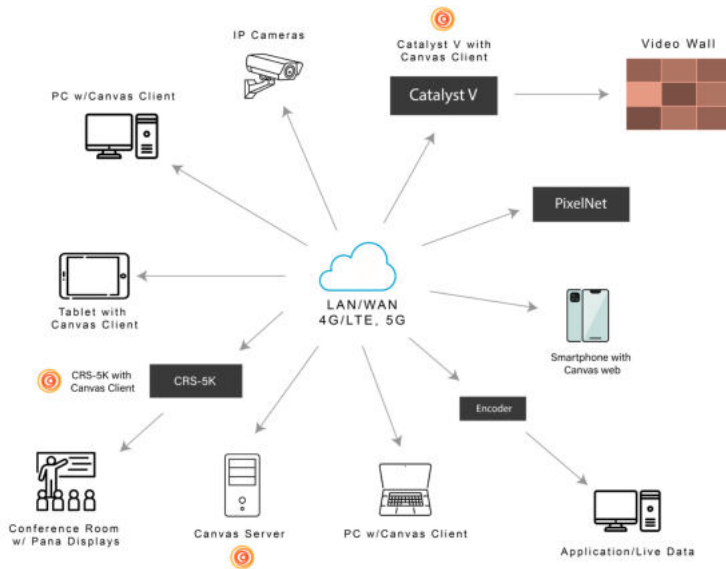 IP Cameras
Catalyst V with
Canvas Client
Video Wall
Catalyst V
PC w/Canvas Client
PixelNet
LAN/WAN
4G/LTE, 5G
Tablet with
Canvas Client
Smartphone with
Canvas web
CRS-5K with
Canvas Client
CRS-5K
Encoder
Conference Room
w/ Pana Displays
Canvas Server
PC w/Canvas Client
Application/Live Data